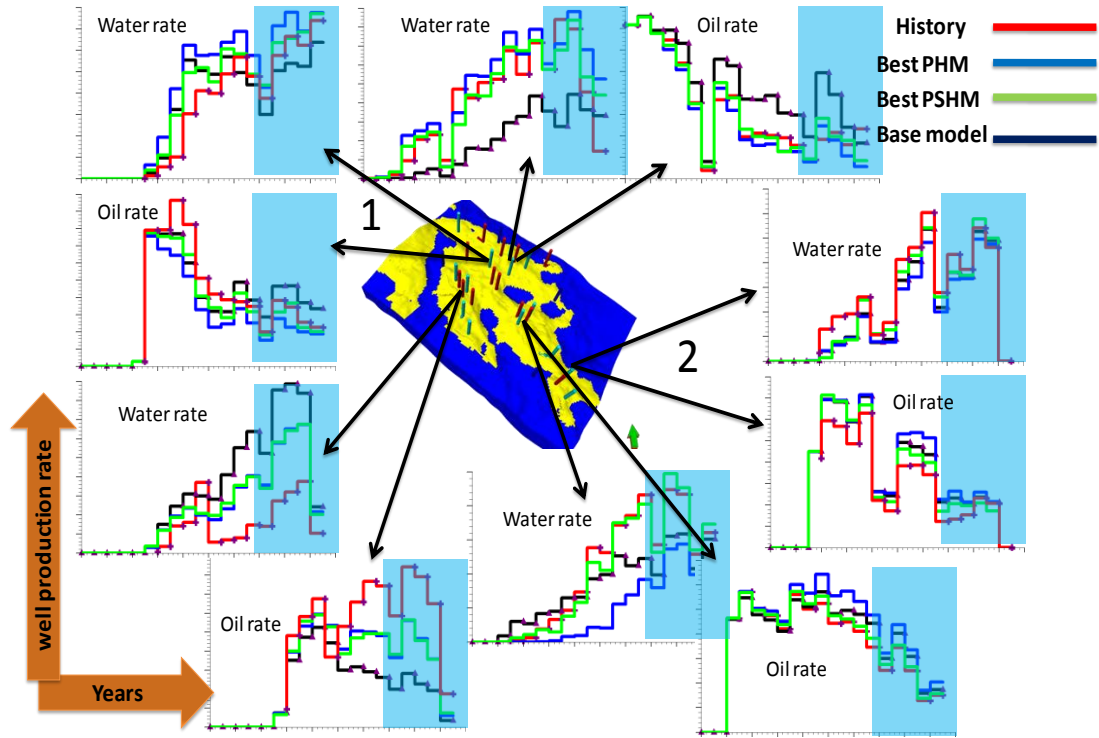 Water rate
Water rate
Oil rate
History
Best PHM
Best PSHM
Base model
Oil rate
1
Water rate
2
Water rate
Oil rate
Water rate
Oil rate
Oil rate
well production rate
Years